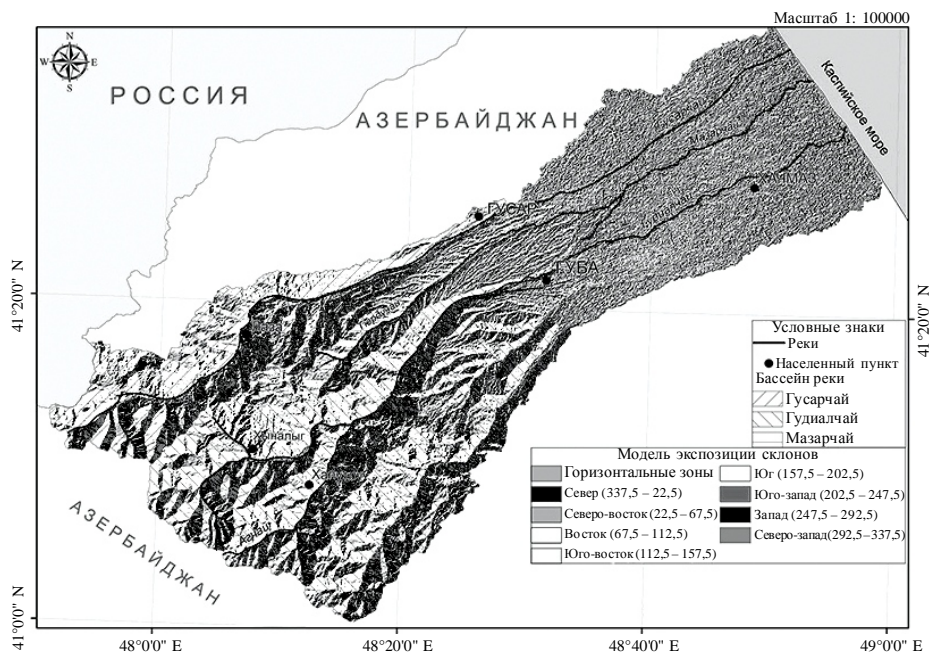 Масштаб 1: 100000
N
W
E
S
РОССИЯ
АЗЕРБАЙДЖАН
Каспийское море
ХАЧМАЗ
ГУСАР
ГУБА
41°20'0" N
41°20'0" N
Условные знаки
Реки
Населенный пункт
Бассейн реки
Гусарчай
Гудиалчай
Мазарчай
Хыналыг
АЗЕРБАЙДЖАН
Модель экспозиции склонов
Горизонтальные зоны
Север (337,5 – 22,5)
Северо-восток (22,5 – 67,5)
Восток (67,5 – 112,5)
Юго-восток (112,5 – 157,5)
Юг (157,5 – 202,5)
Юго-запад (202,5 – 247,5)
Запад (247,5 – 292,5)
Северо-запад (292,5–337,5)
41°0'0" N
48°0'0" E
48°20'0" E
48°40'0" E
49°0'0" E